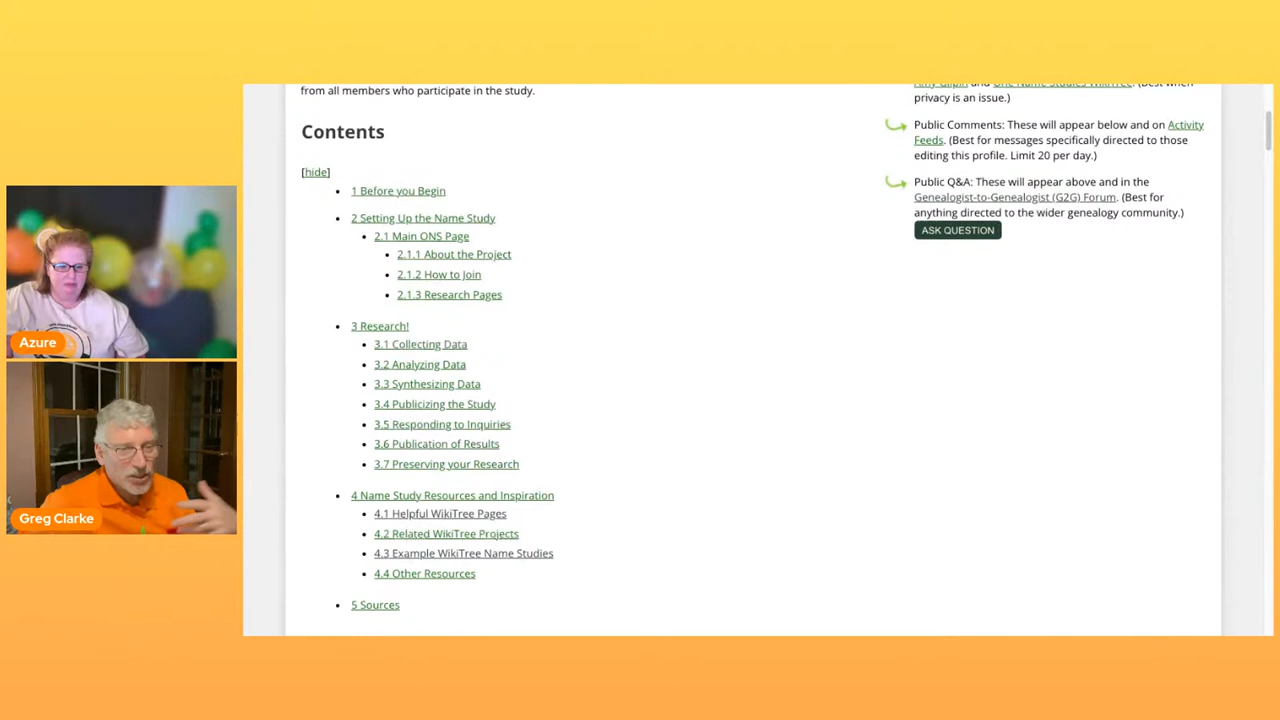 from all members who participate in the study.
Contents
[hide]
1 Before you Begin
2 Setting Up the Name Study
2.1 Main ONS Page
2.1.1 About the Project
2.1.2 How to Join
2.1.3 Research Pages
3 Research!
3.1 Collecting Data
3.2 Analyzing Data
3.3 Synthesizing Data
3.4 Publicizing the Study
3.5 Responding to Inquiries
3.6 Publication of Results
3.7 Preserving your Research
4 Name Study Resources and Inspiration
4.1 Helpful WikiTree Pages
4.2 Related WikiTree Projects
4.3 Example WikiTree Name Studies
4.4 Other Resources
5 Sources
privacy is an issue.)
Public Comments: These will appear below and on Activity
Feeds. (Best for messages specifically directed to those
editing this profile. Limit 20 per day.)
Public Q&A: These will appear above and in the
Genealogist-to-Genealogist (G2G) Forum. (Best for
anything directed to the wider genealogy community.)
ASK QUESTION
Azure
Greg Clarke